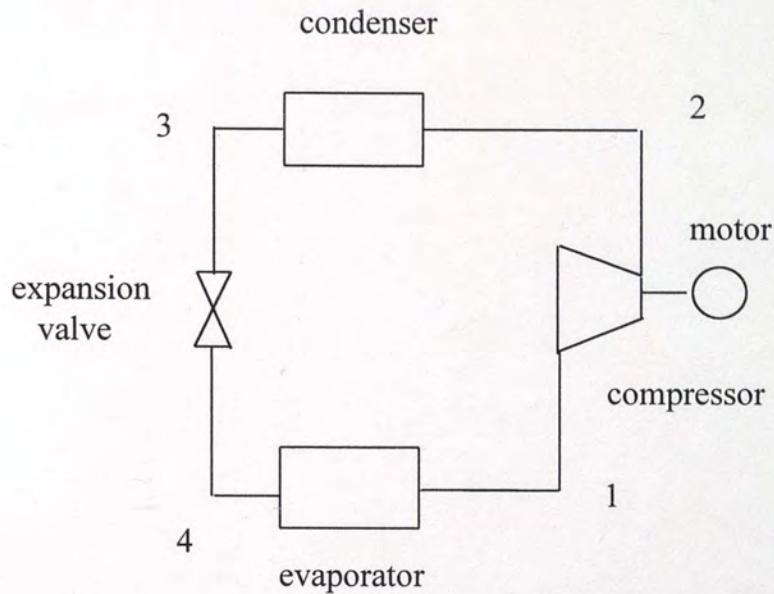 condenser
3
2
motor
expansion
valve
compressor
1
4
evaporator